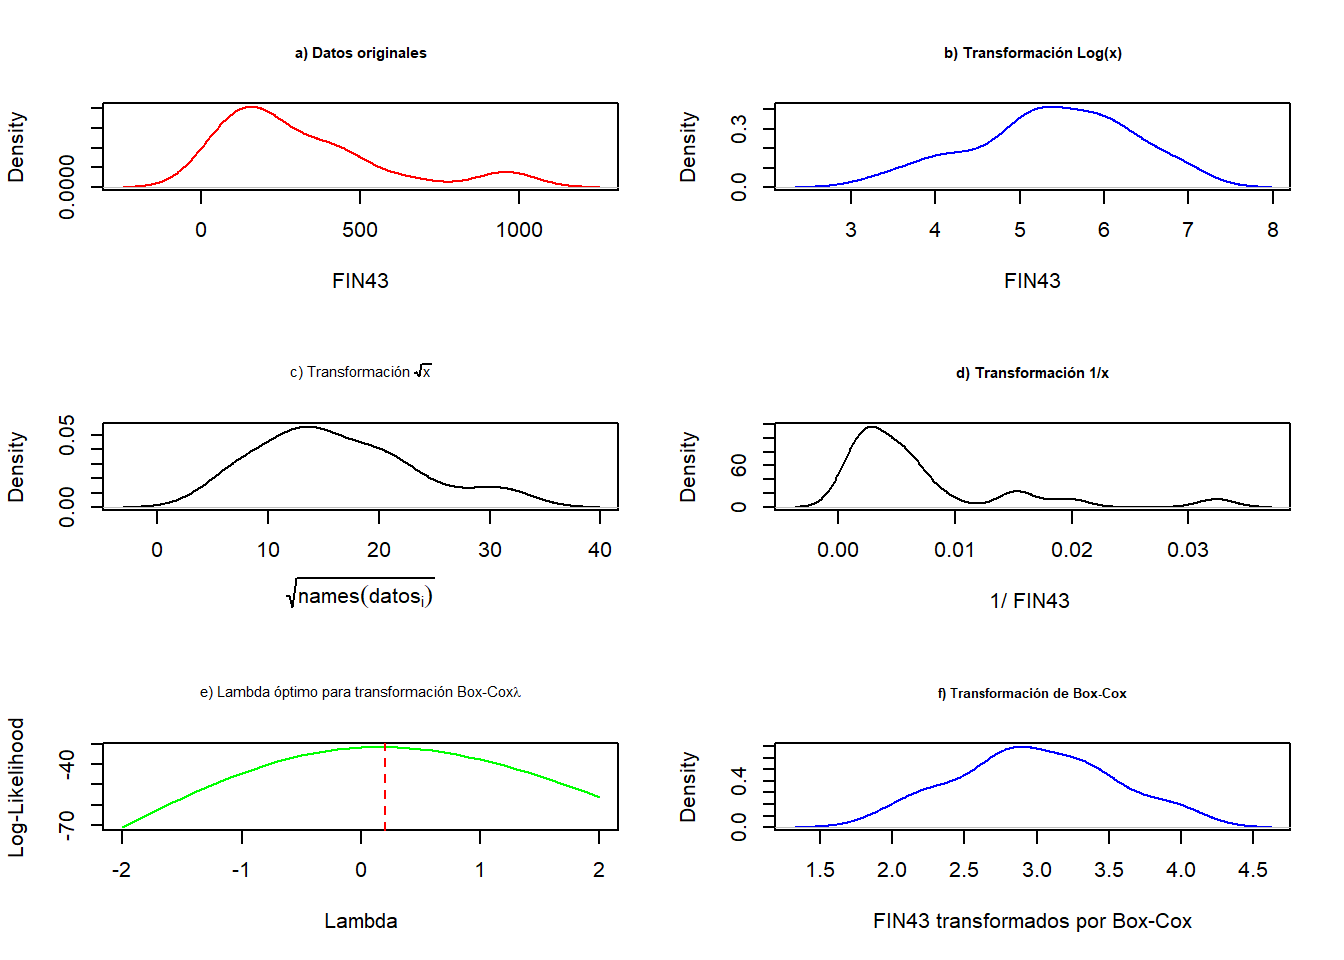 a) Datos originales
Density
0.0000
0 500 1000
FIN43
b) Transformación Log(x)
Density
0.0 0.3
3 4 5 6 7 8
FIN43
c) Transformación √x
Density
0.00 0.05
0 10 20 30 40
√names(datosᵢ)
d) Transformación 1/x
Density
0 60
0.00 0.01 0.02 0.03
1/ FIN43
e) Lambda óptimo para transformación Box-Coxλ
Log-Likelihood
-70 -40
-2 -1 0 1 2
Lambda
f) Transformación de Box-Cox
Density
0.0 0.4
1.5 2.0 2.5 3.0 3.5 4.0 4.5
FIN43 transformados por Box-Cox